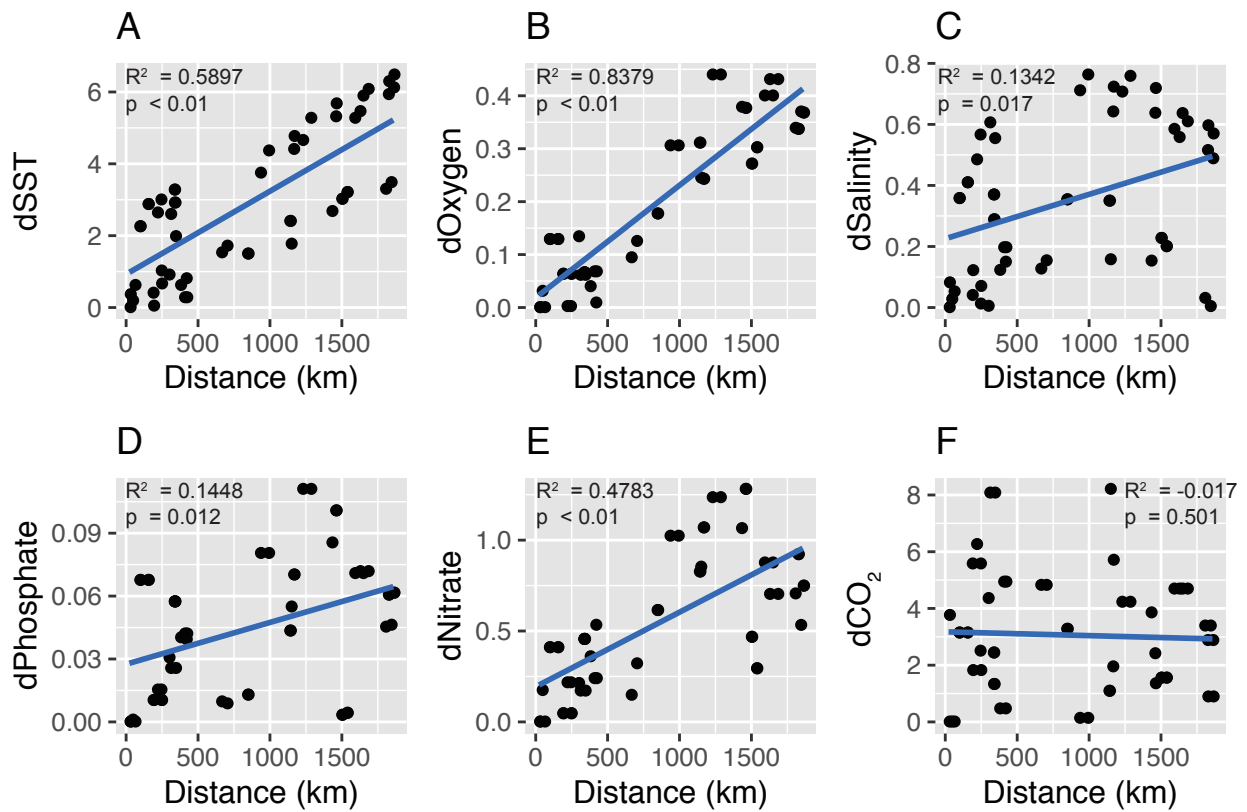 A
R² = 0.5897
p < 0.01
dSST
6
4
2
0
0 500 1000 1500
Distance (km)
B
R² = 0.8379
p < 0.01
dOxygen
0.4
0.3
0.2
0.1
0.0
0 500 1000 1500
Distance (km)
C
R² = 0.1342
p = 0.017
dSalinity
0.8
0.6
0.4
0.2
0.0
0 500 1000 1500
Distance (km)
D
R² = 0.1448
p = 0.012
dPhosphate
0.09
0.06
0.03
0.00
0 500 1000 1500
Distance (km)
E
R² = 0.4783
p < 0.01
dNitrate
1.0
0.5
0.0
0 500 1000 1500
Distance (km)
F
R² = -0.017
p = 0.501
dCO₂
8
6
4
2
0
0 500 1000 1500
Distance (km)